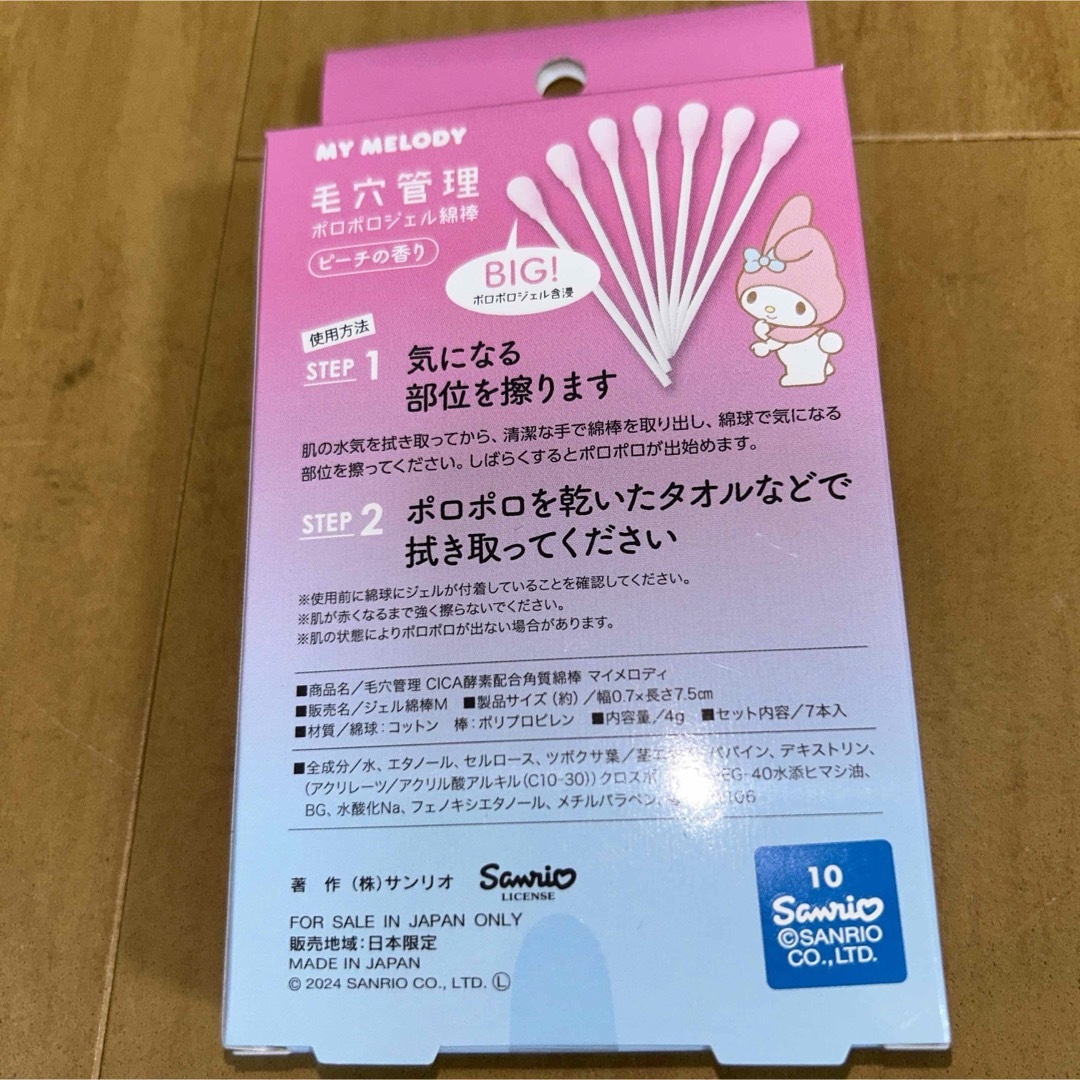 MY MELODY
毛穴管理
ポロポロジェル綿棒
ピーチの香り
BIG!
ポロポロジェル含浸
使用方法
STEP 1 気になる
部位を擦ります
肌の水気を拭き取ってから、清潔な手で綿棒を取り出し、綿球で気になる
部位を擦ってください。しばらくするとポロポロが出始めます。
STEP 2 ポロポロを乾いたタオルなどで
拭き取ってください
※使用前に綿球にジェルが付着していることを確認してください。
※肌が赤くなるまで強く擦らないでください。
※肌の状態によりポロポロが出ない場合があります。
■商品名/毛穴管理 CICA酵素配合角質綿棒 マイメロディ
■販売名/ジェル綿棒M ■製品サイズ(約)/幅0.7×長さ7.5㎝
■材質/綿球:コットン 棒:ポリプロピレン ■内容量/4g ■セット内容/7本入
■全成分/水、エタノール、セルロース、ツボクサ葉/茎エ パパイン、デキストリン、
(アクリレーツ/アクリル酸アルキル(C10-30))クロスポ EG-40水添ヒマシ油、
BG、水酸化Na、フェノキシエタノール、メチルパラベン、 106
著 作 (株)サンリオ Sanrio
LICENSE
FOR SALE IN JAPAN ONLY
販売地域:日本限定
MADE IN JAPAN
© 2024 SANRIO CO., LTD. Ⓛ
10
Sanrio
©SANRIO
CO.,LTD.